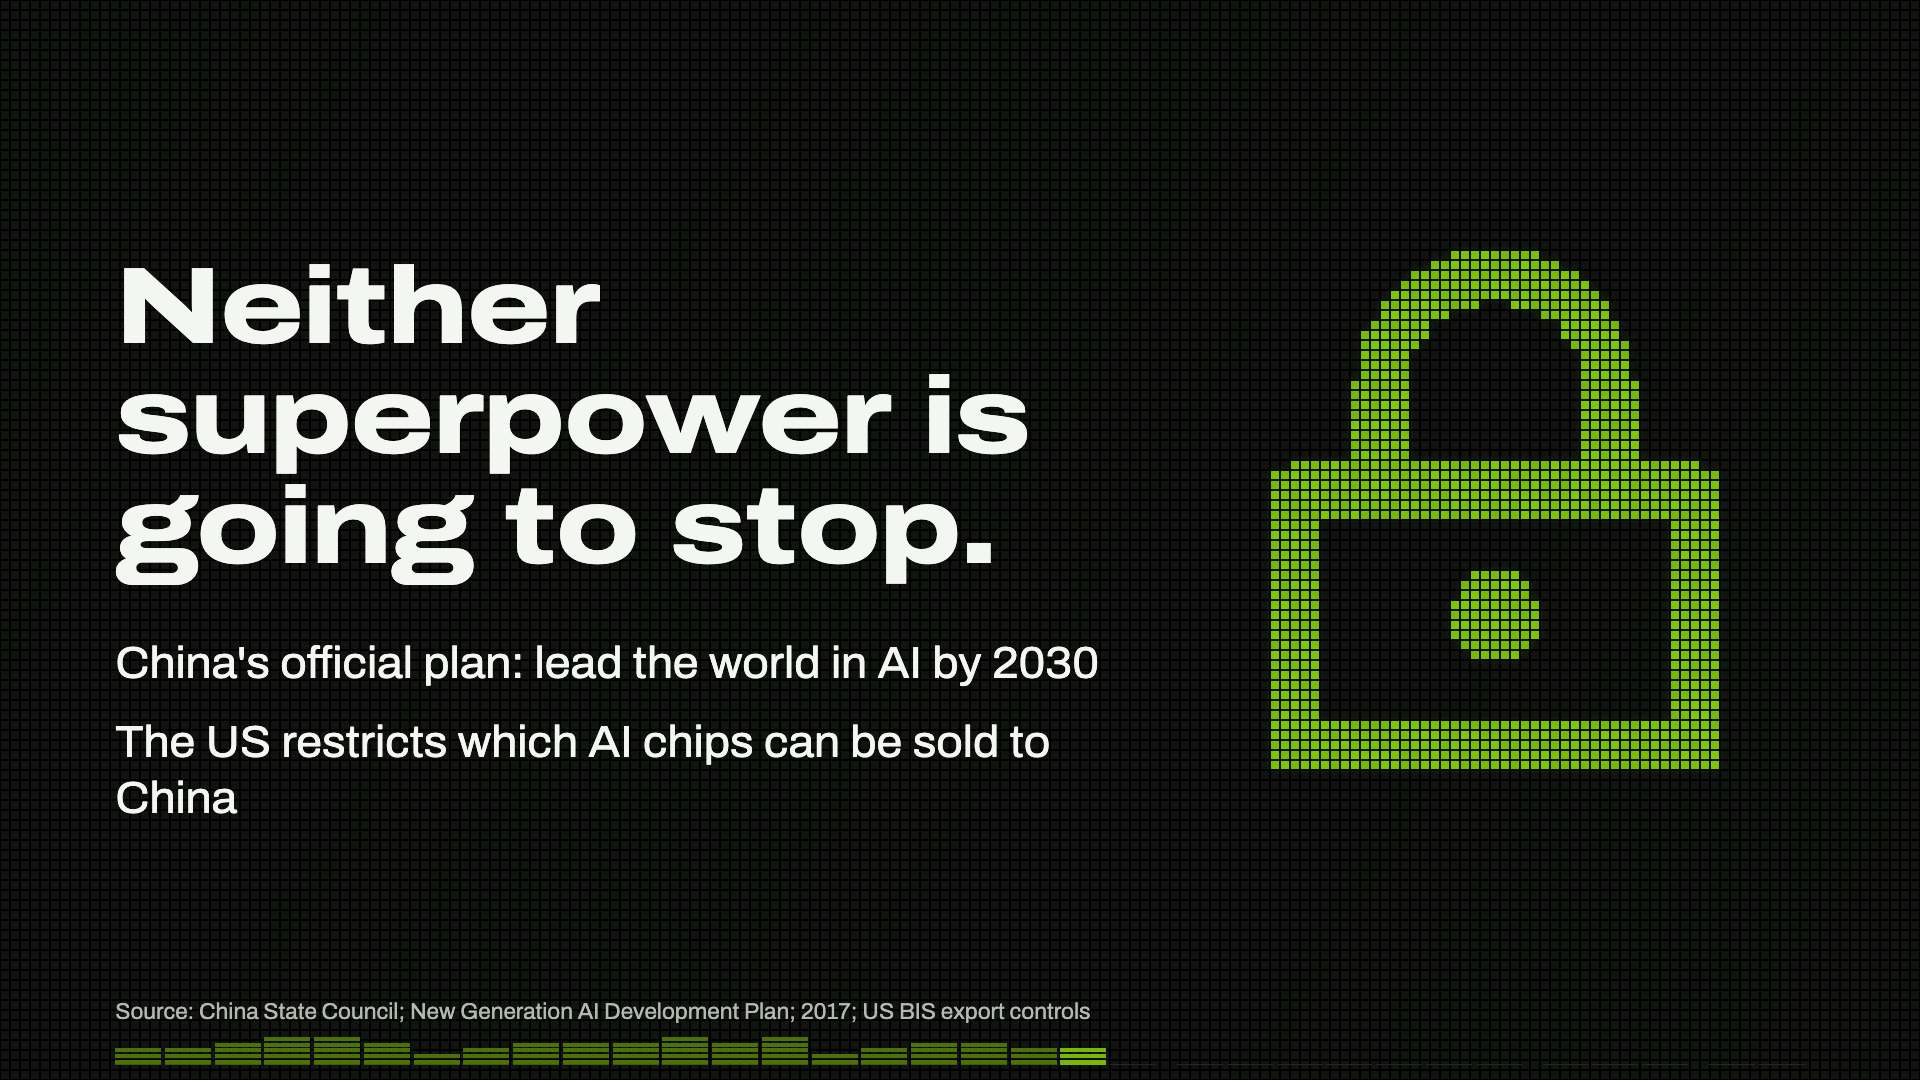 Neither
superpower is
going to stop.
China's official plan: lead the world in AI by 2030
The US restricts which AI chips can be sold to
China
Source: China State Council; New Generation AI Development Plan; 2017; US BIS export controls